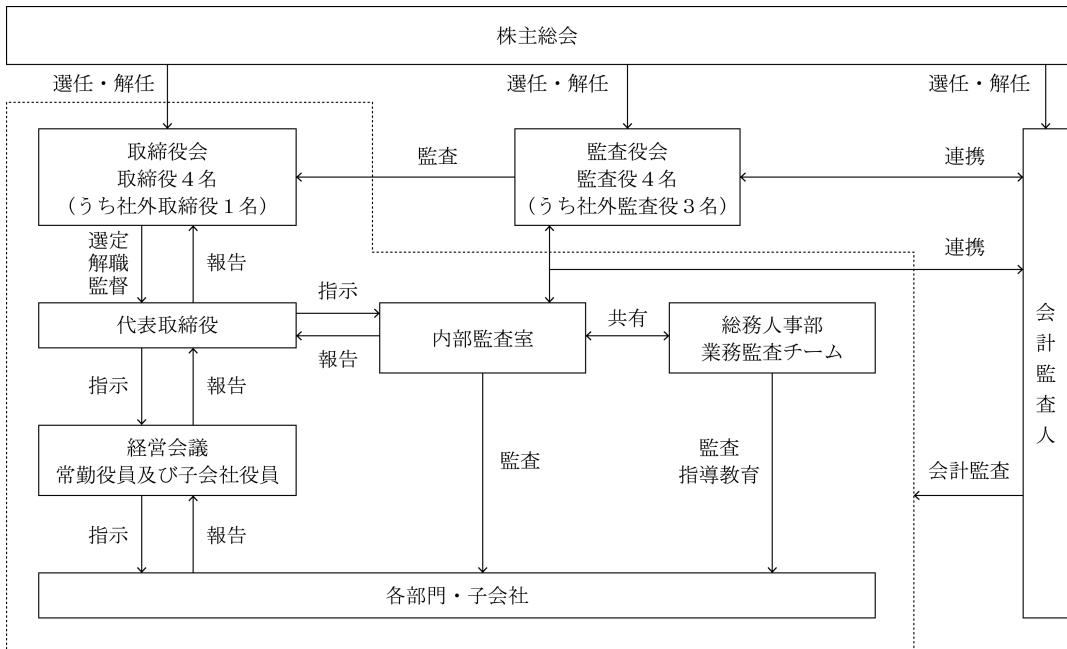 株主総会
選任・解任
選任・解任
選任・解任
取締役会
取締役4名
(うち社外取締役1名)
監査
監査役会
監査役4名
(うち社外監査役3名)
連携
選定
解職
監督
報告
連携
代表取締役
指示
報告
内部監査室
共有
総務人事部
業務監査チーム
会計監査人
指示
報告
経営会議
常勤役員及び子会社役員
監査
監査
指導教育
会計監査
指示
報告
各部門・子会社